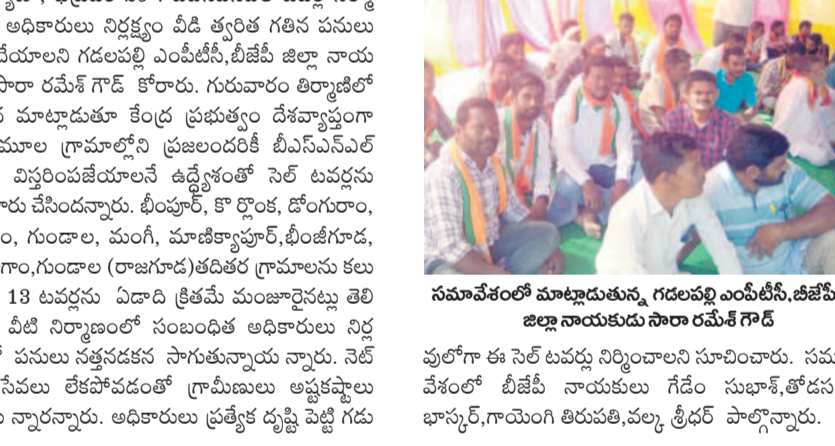 అధికారులు నిర్లక్ష్యం వీడి త్వరిత గతిన పనులు
చేయాలని గడలపల్లి ఎంపీటీసీ,బీజేపీ జిల్లా నాయ
సారా రమేశ్ గౌడ్ కోరారు. గురువారం తిర్మాణిలో
మాట్లాడుతూ కేంద్ర ప్రభుత్వం దేశవ్యాప్తంగా
మూల గ్రామాల్లోని ప్రజలందరికీ బీఎస్ఎన్ఎల్
విస్తరింపజేయాలనే ఉద్ధ్యేశంతో సెల్ టవర్లను
రు చేసిందన్నారు. భీంపూర్, కొ ర్లొంక, డోంగురాం,
ం, గుండాల, మంగీ, మాణిక్యాపూర్,భీంజీగూడ,
గాం,గుండాల (రాజగూడ)తదితర గ్రామాలను కలు
13 టవర్లను ఏడాది క్రితమే మంజూరైనట్లు తెలి
వీటి నిర్మాణంలో సంబంధిత అధికారులు నిర్ల
పనులు నత్తనడకన సాగుతున్నాయ న్నారు. నెట్
సేవలు లేకపోవడంతో గ్రామీణులు అష్టకష్టాలు
న్నారన్నారు. అధికారులు ప్రత్యేక దృష్టి పెట్టి గడు
సమావేశంలో మాట్లాడుతున్న గడలపల్లి ఎంపీటీసీ,బీజేపీ
జిల్లా నాయకుడు సారా రమేశ్ గౌడ్
వులోగా ఈ సెల్ టవర్లు నిర్మించాలని సూచించారు. సమ
వేశంలో బీజేపీ నాయకులు గేడెం సుభాశ్,తోడస
భాస్కర్,గాయెంగి తిరుపతి,వల్క శ్రీధర్ పాల్గొన్నారు.